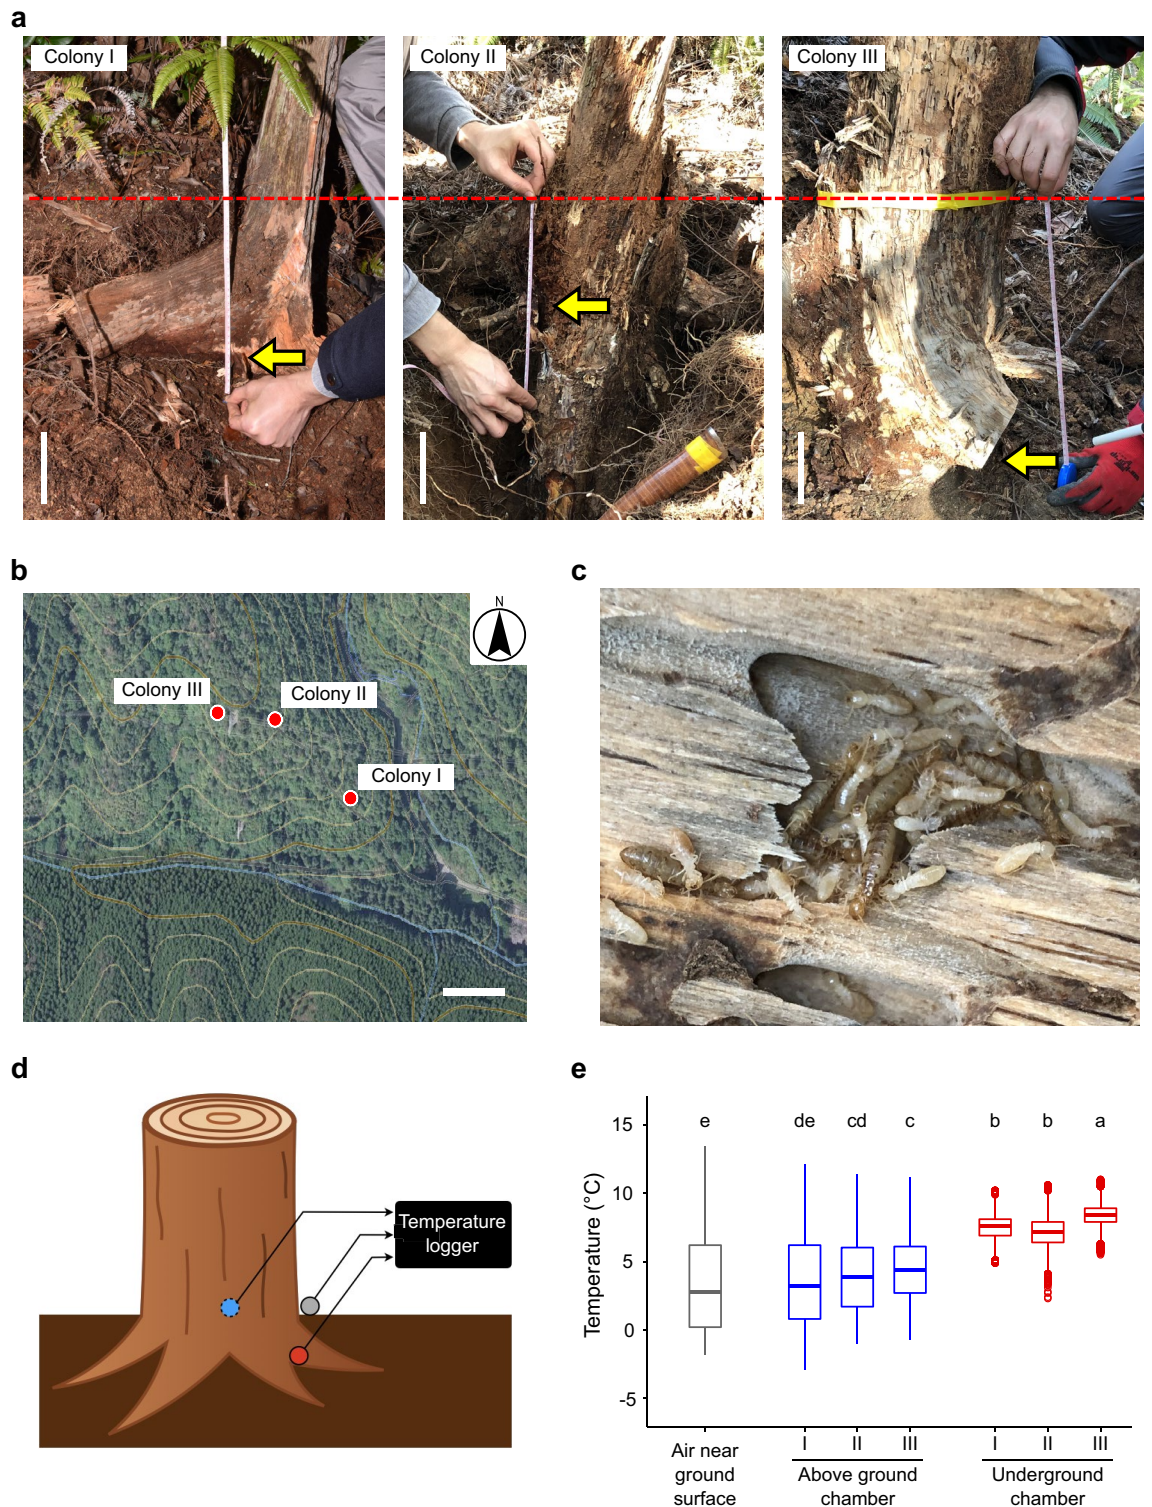 a
Colony I
Colony II
Colony III
b
N
Colony III
Colony II
Colony I
c
d
Temperature
logger
e
Temperature (°C)
15
10
5
0
-5
e
de
cd
c
b
b
a
I
II
III
I
II
III
Air near
ground
surface
Above ground
chamber
Underground
chamber